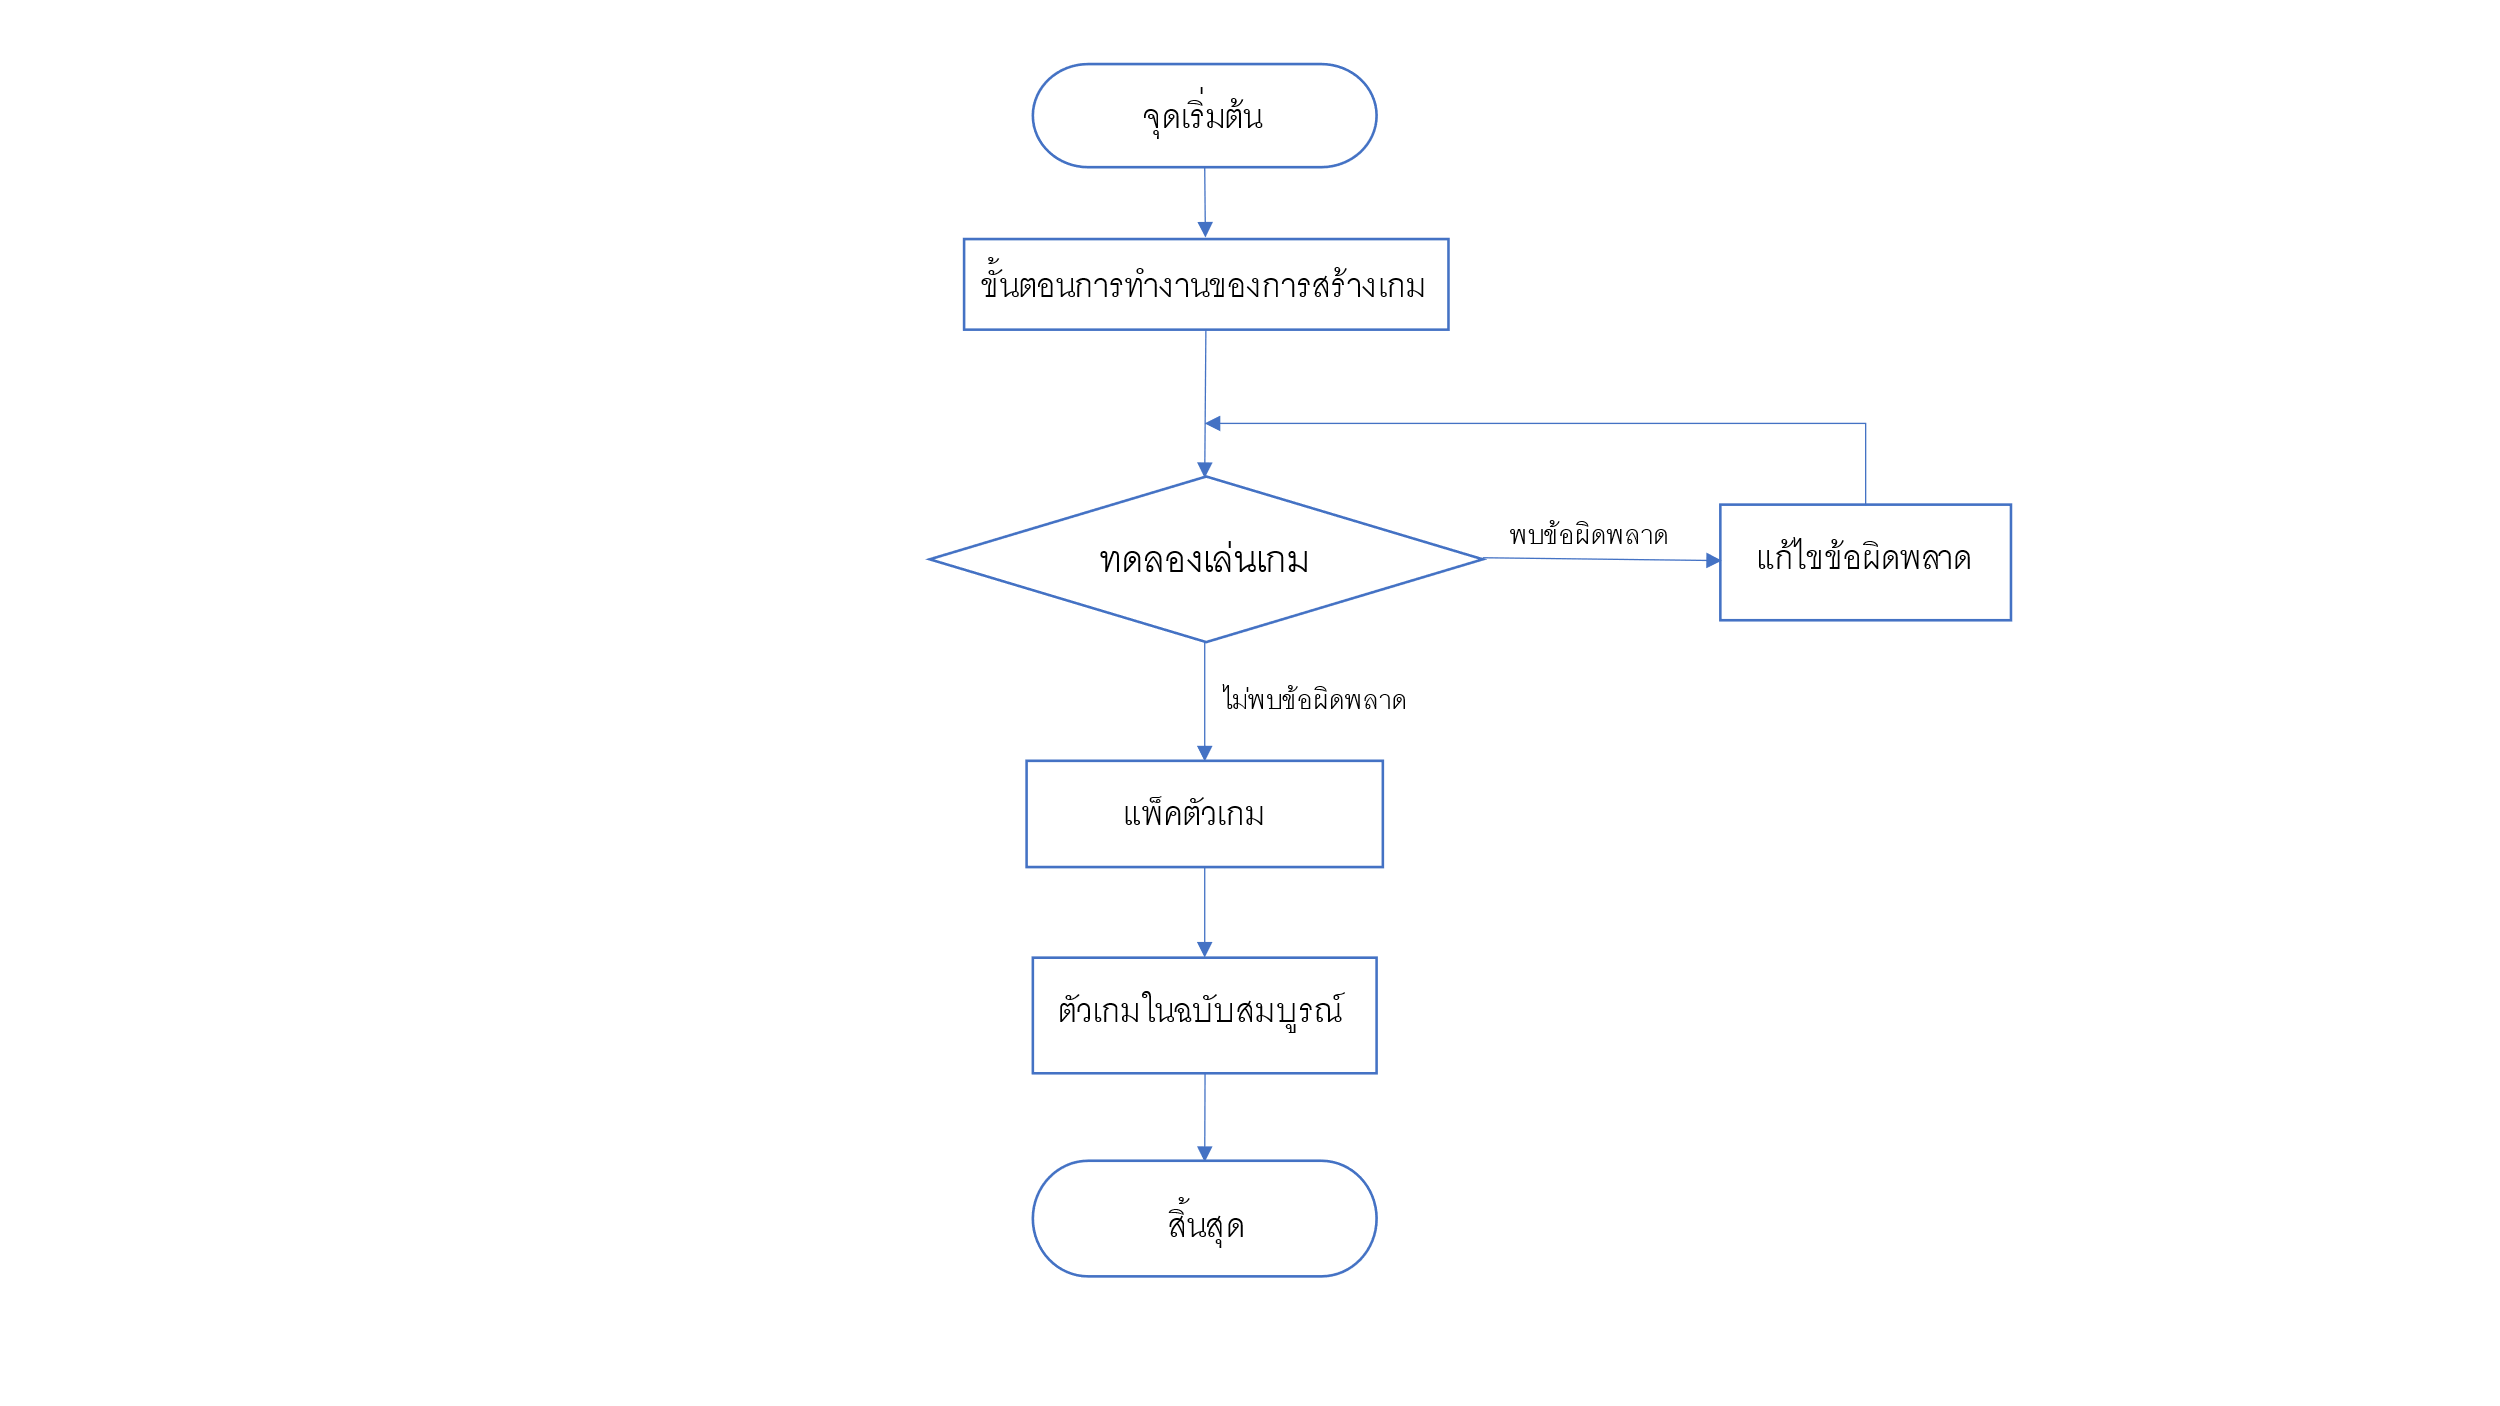 จุดเริ่มต้น
ขั้นตอนการทำงานของการสร้างเกม
ทดลองเล่นเกม
พบข้อผิดพลาด
แก้ไขข้อผิดพลาด
ไม่พบข้อผิดพลาด
แพ็คตัวเกม
ตัวเกมในฉบับสมบูรณ์
สิ้นสุด